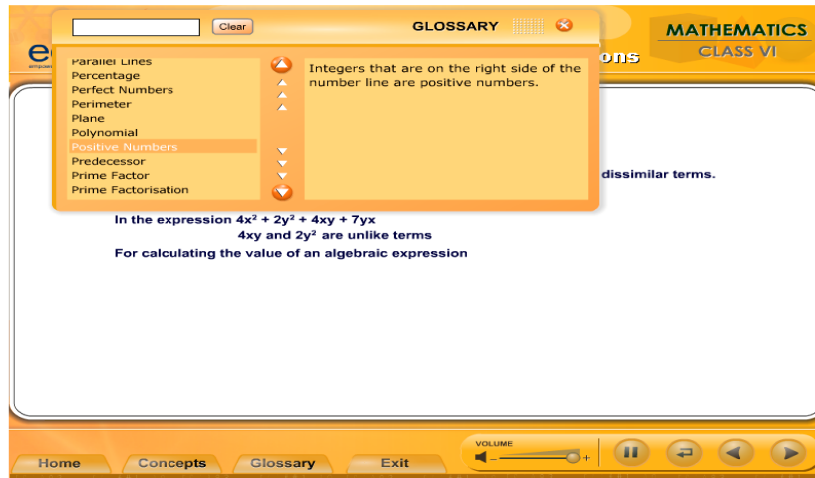 Clear
GLOSSARY
MATHEMATICS
CLASS VI
ons
Parallel Lines
Percentage
Perfect Numbers
Perimeter
Plane
Polynomial
Positive Numbers
Predecessor
Prime Factor
Prime Factorisation
Integers that are on the right side of the
number line are positive numbers.
dissimilar terms.
In the expression 4x² + 2y² + 4xy + 7yx
4xy and 2y² are unlike terms
For calculating the value of an algebraic expression
VOLUME
- +
Home Concepts Glossary Exit